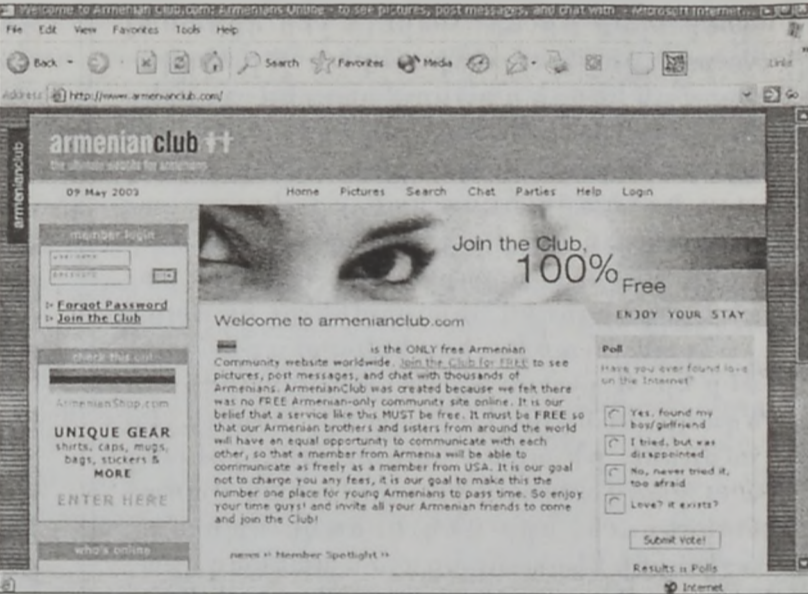 Welcome to Armenian Club.com: Armenians Online - to see pictures, post messages, and chat with - Microsoft Internet...
File Edit View Favorites Tools Help
Back Search Favorites Media
Links
Address http://www.armenianclub.com/ Go
armenianclub
armenianclub
the ultimate website for armenians
09 May 2003 Home Pictures Search Chat Parties Help Login
member login
username
password
Forgot Password
Join the Club
Join the Club,
100% Free
Welcome to armenianclub.com
ENJOY YOUR STAY
check this out
ArmenianShop.com
UNIQUE GEAR
shirts, caps, mugs,
bags, stickers &
MORE
ENTER HERE
who's online
is the ONLY free Armenian
Community website worldwide. Join the Club for FREE to see
pictures, post messages, and chat with thousands of
Armenians. ArmenianClub was created because we felt there
was no FREE Armenian-only community site online. It is our
belief that a service like this MUST be free. It must be FREE so
that our Armenian brothers and sisters from around the world
will have an equal opportunity to communicate with each
other, so that a member from Armenia will be able to
communicate as freely as a member from USA. It is our goal
not to charge you any fees, it is our goal to make this the
number one place for young Armenians to pass time. So enjoy
your time guys! and invite all your Armenian friends to come
and join the Club!
news :: Member Spotlight ::
Poll
Have you ever found love
on the Internet?
Yes, found my
boy/girlfriend
I tried, but was
disappointed
No, never tried it,
too afraid
Love? it exists?
Submit Vote!
Results :: Polls
Internet